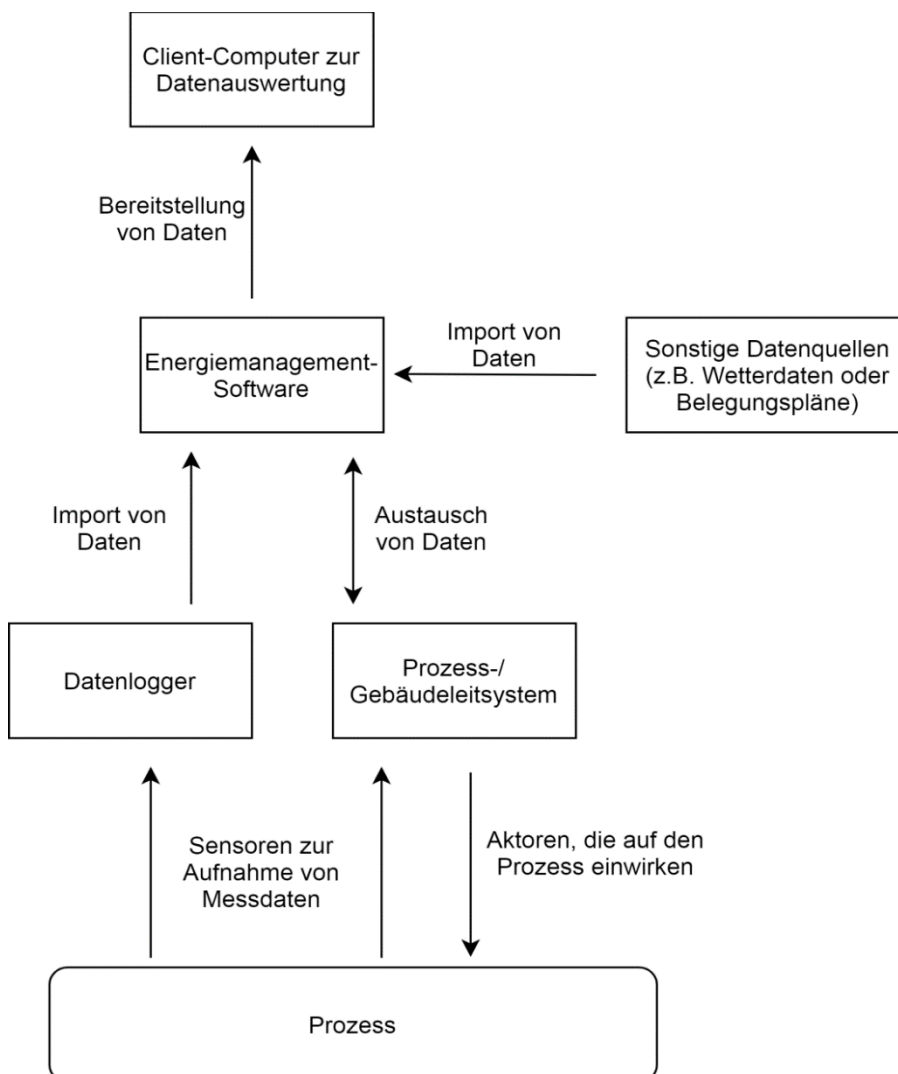 Client-Computer zur
Datenauswertung
Bereitstellung
von Daten
Energiemanagement-
Software
Import von
Daten
Sonstige Datenquellen
(z.B. Wetterdaten oder
Belegungspläne)
Import von
Daten
Austausch
von Daten
Datenlogger
Prozess-/
Gebäudeleitsystem
Sensoren zur
Aufnahme von
Messdaten
Aktoren, die auf den
Prozess einwirken
Prozess